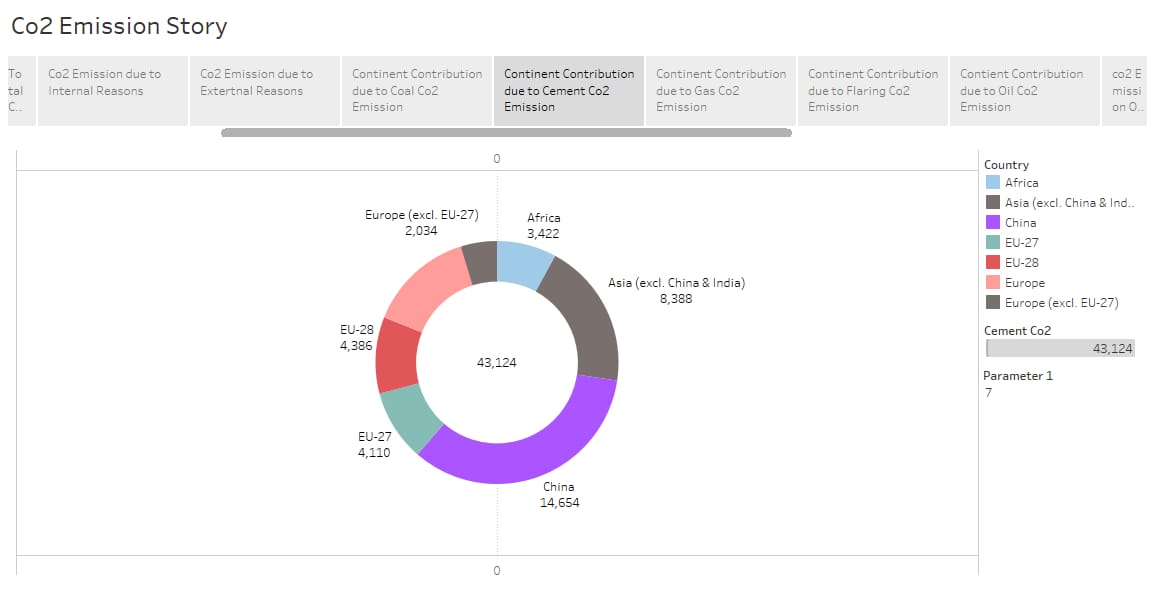 Co2 Emission Story
To
tal
C..
Co2 Emission due to
Internal Reasons
Co2 Emission due to
Extertnal Reasons
Continent Contribution
due to Coal Co2
Emission
Continent Contribution
due to Cement Co2
Emission
Continent Contribution
due to Gas Co2
Emission
Continent Contribution
due to Flaring Co2
Emission
Contient Contribution
due to Oil Co2
Emission
co2 E
missi
on O..
0
Europe (excl. EU-27)
2,034
Africa
3,422
Asia (excl. China & India)
8,388
EU-28
4,386
43,124
EU-27
4,110
China
14,654
0
Country
Africa
Asia (excl. China & Ind..
China
EU-27
EU-28
Europe
Europe (excl. EU-27)
Cement Co2
43,124
Parameter 1
7